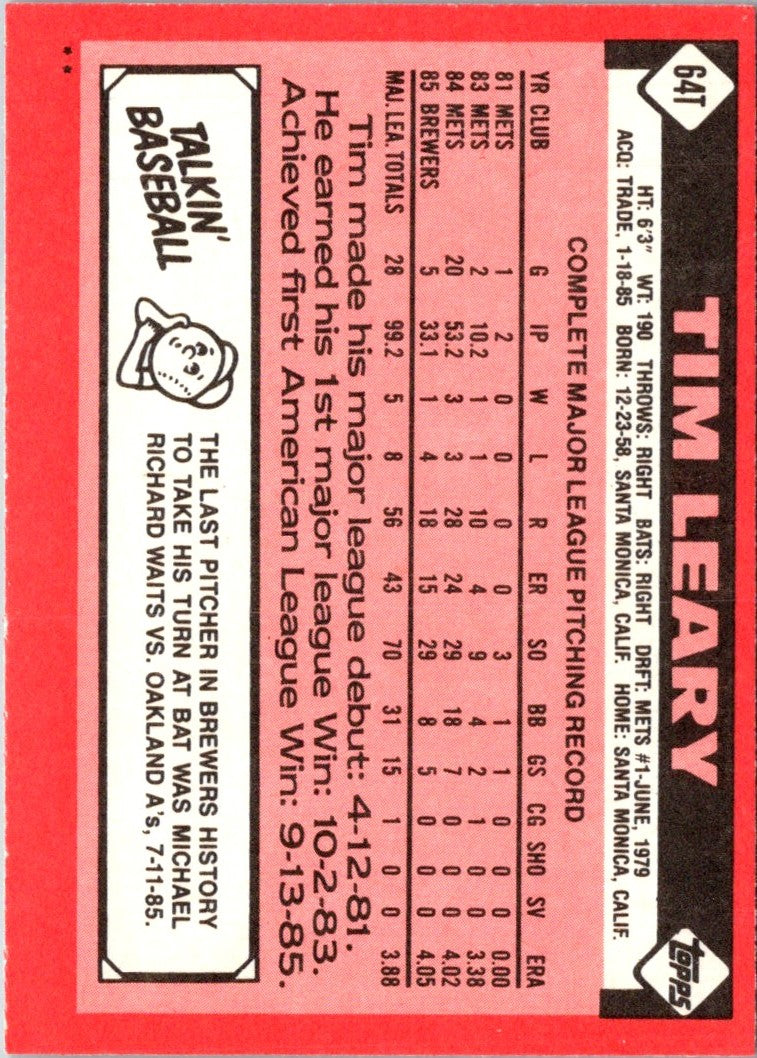 64T
TIM LEARY
topps
HT: 6'3" WT: 190 THROWS: RIGHT BATS: RIGHT DRFT: METS #1-JUNE, 1979
ACQ: TRADE, 1-18-85 BORN: 12-23-58, SANTA MONICA, CALIF. HOME: SANTA MONICA, CALIF.
COMPLETE MAJOR LEAGUE PITCHING RECORD
YR CLUB G IP W L R ER SO BB GS CG SHO SV ERA
81 METS 1 2 0 0 0 0 3 1 1 0 0 0 0.00
83 METS 2 10.2 1 1 10 4 9 4 2 1 0 0 3.38
84 METS 20 53.2 3 3 28 24 29 18 7 0 0 0 4.02
85 BREWERS 5 33.1 1 4 18 15 29 8 5 0 0 0 4.05
MAJ. LEA. TOTALS 28 99.2 5 8 56 43 70 31 15 1 0 0 3.88
Tim made his major league debut: 4-12-81.
He earned his 1st major league Win: 10-2-83.
Achieved first American League Win: 9-13-85.
TALKIN'
BASEBALL
THE LAST PITCHER IN BREWERS HISTORY
TO TAKE HIS TURN AT BAT WAS MICHAEL
RICHARD WAITS VS. OAKLAND A's, 7-11-85.
**